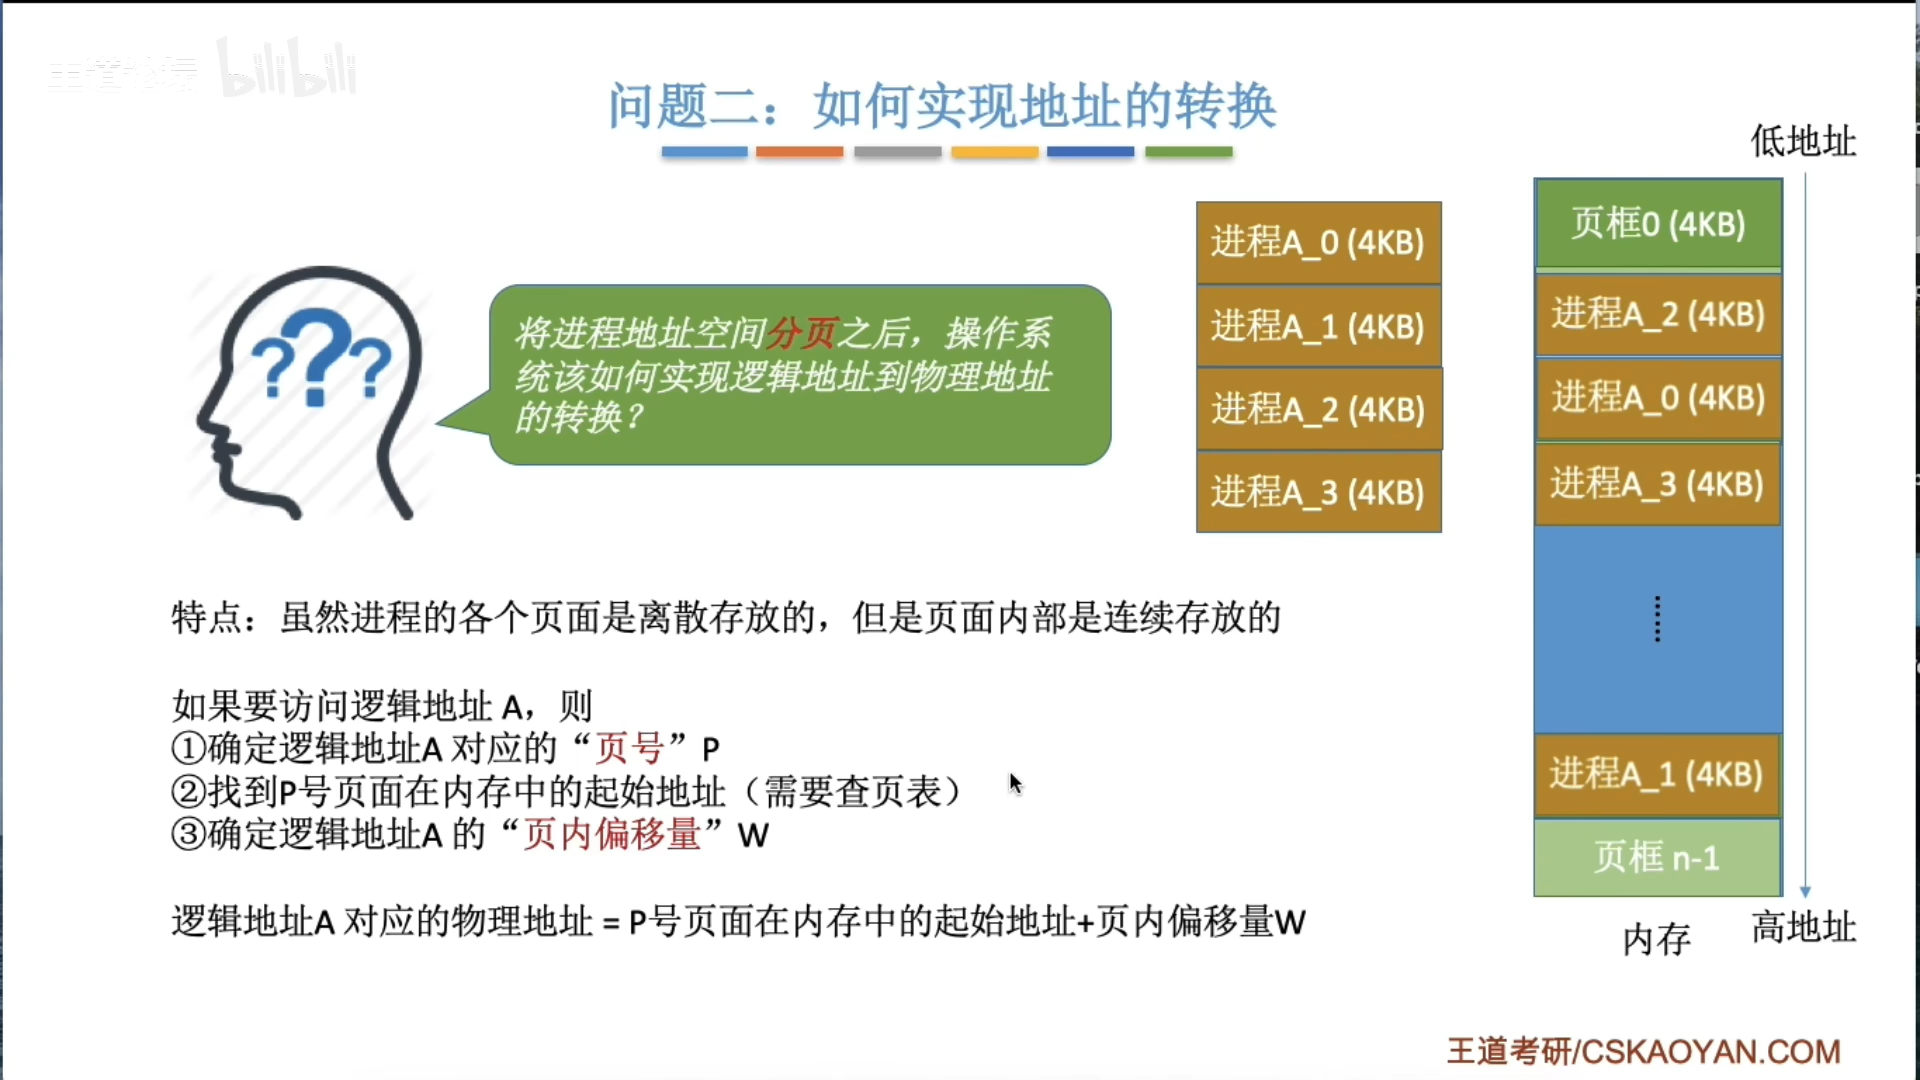 王道论坛 bilibili
问题二：如何实现地址的转换
将进程地址空间分页之后，操作系
统该如何实现逻辑地址到物理地址
的转换？
? ? ?
进程A_0 (4KB)
进程A_1 (4KB)
进程A_2 (4KB)
进程A_3 (4KB)
低地址
页框0 (4KB)
进程A_2 (4KB)
进程A_0 (4KB)
进程A_3 (4KB)
……
进程A_1 (4KB)
页框 n-1
内存
高地址
特点：虽然进程的各个页面是离散存放的，但是页面内部是连续存放的
如果要访问逻辑地址 A，则
①确定逻辑地址A 对应的“页号”P
②找到P号页面在内存中的起始地址（需要查页表）
③确定逻辑地址A 的“页内偏移量”W
逻辑地址A 对应的物理地址 = P号页面在内存中的起始地址+页内偏移量W
王道考研/CSKAOYAN.COM